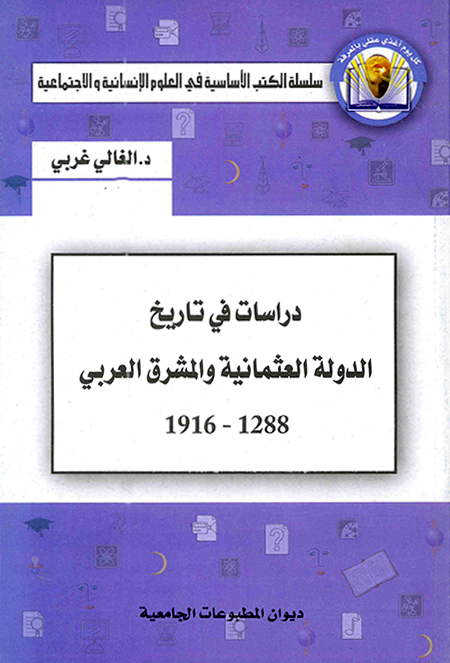 كل يوم أغذي عقلي بالمعرفة
سلسلة الكتب الأساسية في العلوم الإنسانية والاجتماعية
د.الغالي غربي
دراسات في تاريخ
الدولة العثمانية والمشرق العربي
1288 - 1916
ديوان المطبوعات الجامعية